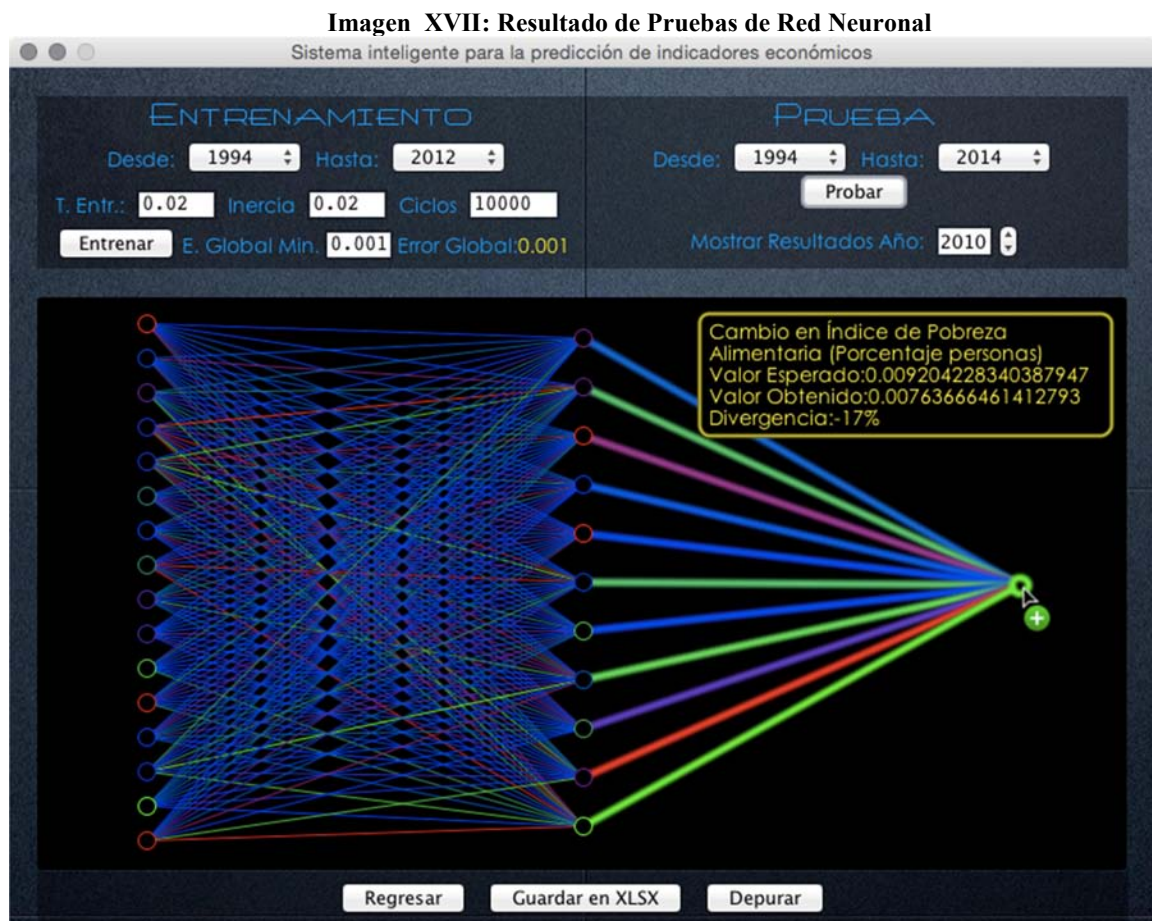 Imagen XVII: Resultado de Pruebas de Red Neuronal
Sistema inteligente para la predicción de indicadores económicos
ENTRENAMIENTO
Desde: 1994 Hasta: 2012
T. Entr.: 0.02 Inercia 0.02 Ciclos 10000
Entrenar E. Global Min. 0.001 Error Global:0.001
PRUEBA
Desde: 1994 Hasta: 2014
Probar
Mostrar Resultados Año: 2010
Cambio en Índice de Pobreza
Alimentaria (Porcentaje personas)
Valor Esperado:0.009204228340387947
Valor Obtenido:0.00763666461412793
Divergencia:-17%
Regresar Guardar en XLSX Depurar